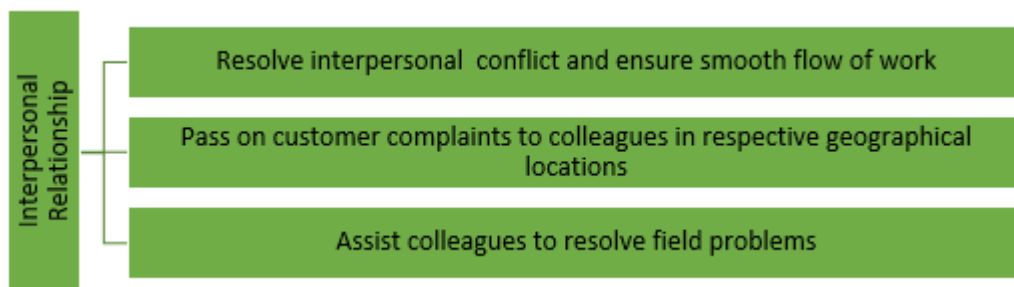 Interpersonal
Relationship
Resolve interpersonal conflict and ensure smooth flow of work
Pass on customer complaints to colleagues in respective geographical
locations
Assist colleagues to resolve field problems